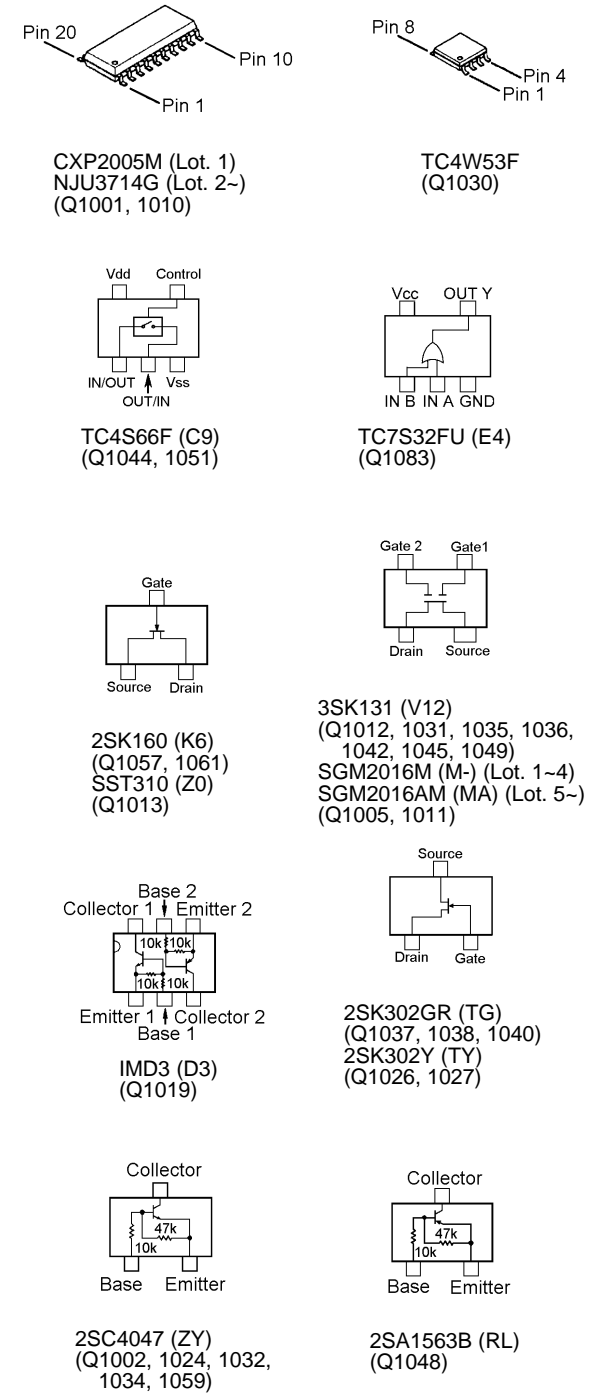 Pin 20
Pin 10
Pin 1
CXP2005M (Lot. 1)
NJU3714G (Lot. 2~)
(Q1001, 1010)
Pin 8
Pin 4
Pin 1
TC4W53F
(Q1030)
Vdd Control
IN/OUT Vss
OUT/IN
TC4S66F (C9)
(Q1044, 1051)
Vcc OUT Y
IN B IN A GND
TC7S32FU (E4)
(Q1083)
Gate
Source Drain
2SK160 (K6)
(Q1057, 1061)
SST310 (Z0)
(Q1013)
Gate 2 Gate1
Drain Source
3SK131 (V12)
(Q1012, 1031, 1035, 1036,
1042, 1045, 1049)
SGM2016M (M-) (Lot. 1~4)
SGM2016AM (MA) (Lot. 5~)
(Q1005, 1011)
Base 2
Collector 1 Emitter 2
10k 10k
10k 10k
Emitter 1 Collector 2
Base 1
IMD3 (D3)
(Q1019)
Source
Drain Gate
2SK302GR (TG)
(Q1037, 1038, 1040)
2SK302Y (TY)
(Q1026, 1027)
Collector
47k
10k
Base Emitter
2SC4047 (ZY)
(Q1002, 1024, 1032,
1034, 1059)
Collector
47k
10k
Base Emitter
2SA1563B (RL)
(Q1048)